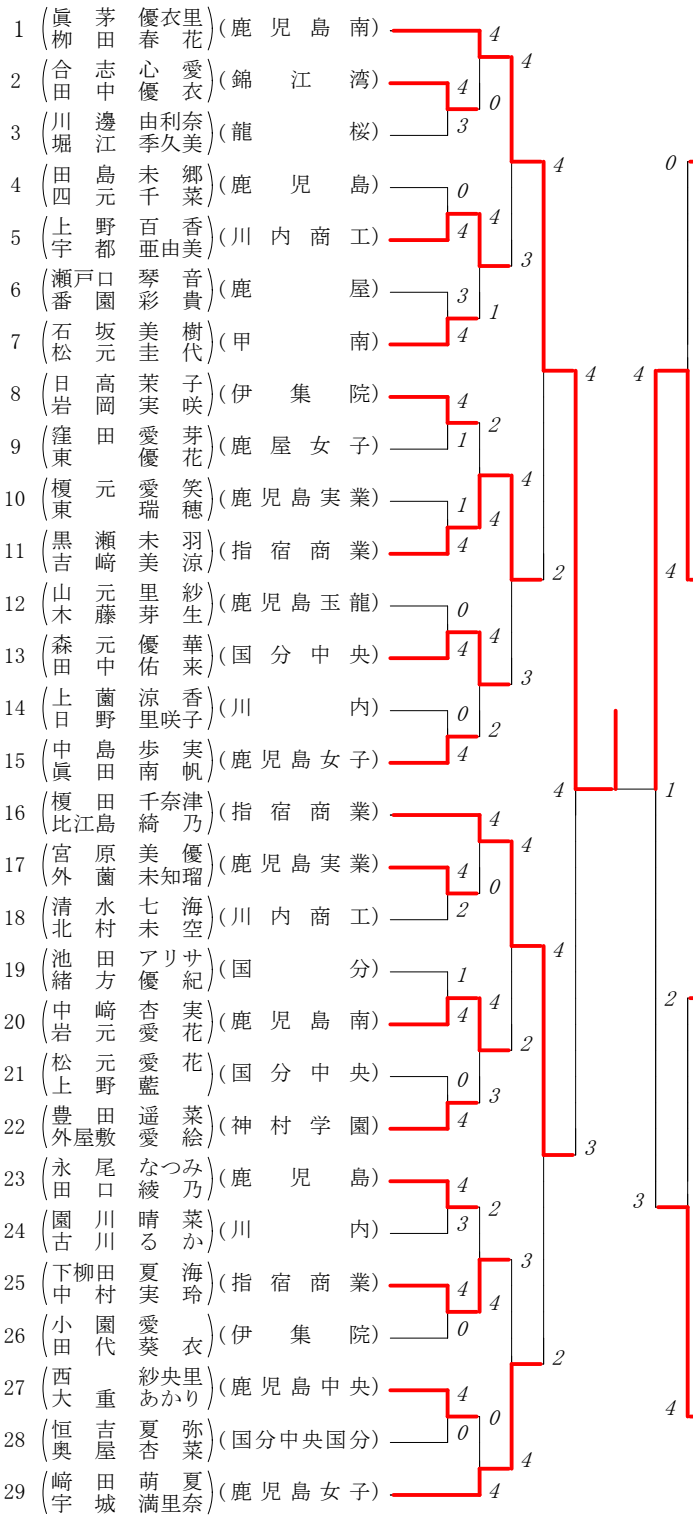 1 眞茅 優衣里 (鹿児島南)
栁田 春花
4
4
2 合志 心愛 (錦江湾)
田中 優衣
4
0
3 川邊 由利奈 (龍桜)
堀江 季久美
3
4
0
4 田島 未郷 (鹿児島)
四元 千菜
0
4
5 上野 百香 (川内商工)
宇都 亜由美
4
3
6 瀬戸口 琴音 (鹿屋)
番園 彩貴
3
1
7 石坂 美樹 (甲南)
松元 圭代
4
4
4
8 日高 茉子 (伊集院)
岩岡 実咲
4
2
9 窪田 愛芽 (鹿屋女子)
東 優花
1
4
10 榎元 愛笑 (鹿児島実業)
東 瑞穂
1
4
11 黒瀬 未羽 (指宿商業)
吉﨑 美涼
4
2
4
12 山元 里紗 (鹿児島玉龍)
木藤 芽生
0
4
13 森元 優華 (国分中央)
田中 佑来
4
3
14 上薗 涼香 (川内)
日野 里咲子
0
2
15 中島 歩実 (鹿児島女子)
眞田 南帆
4
4
1
16 榎田 千奈津 (指宿商業)
比江島 綺乃
4
4
17 宮原 美優 (鹿児島実業)
外薗 未知瑠
4
0
18 清水 七海 (川内商工)
北村 未空
2
4
19 池田 アリサ (国分)
緒方 優紀
1
4
2
20 中﨑 杏実 (鹿児島南)
岩元 愛花
4
2
21 松元 愛花 (国分中央)
上野 藍
0
3
22 豊田 遥菜 (神村学園)
外屋敷 愛絵
4
3
23 永尾 なつみ (鹿児島)
田口 綾乃
4
2
3
24 園川 晴菜 (川内)
古川 るか
3
3
25 下柳田 夏海 (指宿商業)
中村 実玲
4
4
26 小園 愛 (伊集院)
田代 葵衣
0
2
27 西 紗央里 (鹿児島中央)
大重 あかり
4
0
4
28 恒吉 夏弥 (国分中央国分)
奥屋 杏菜
0
4
29 﨑田 萌夏 (鹿児島女子)
宇城 満里奈
4